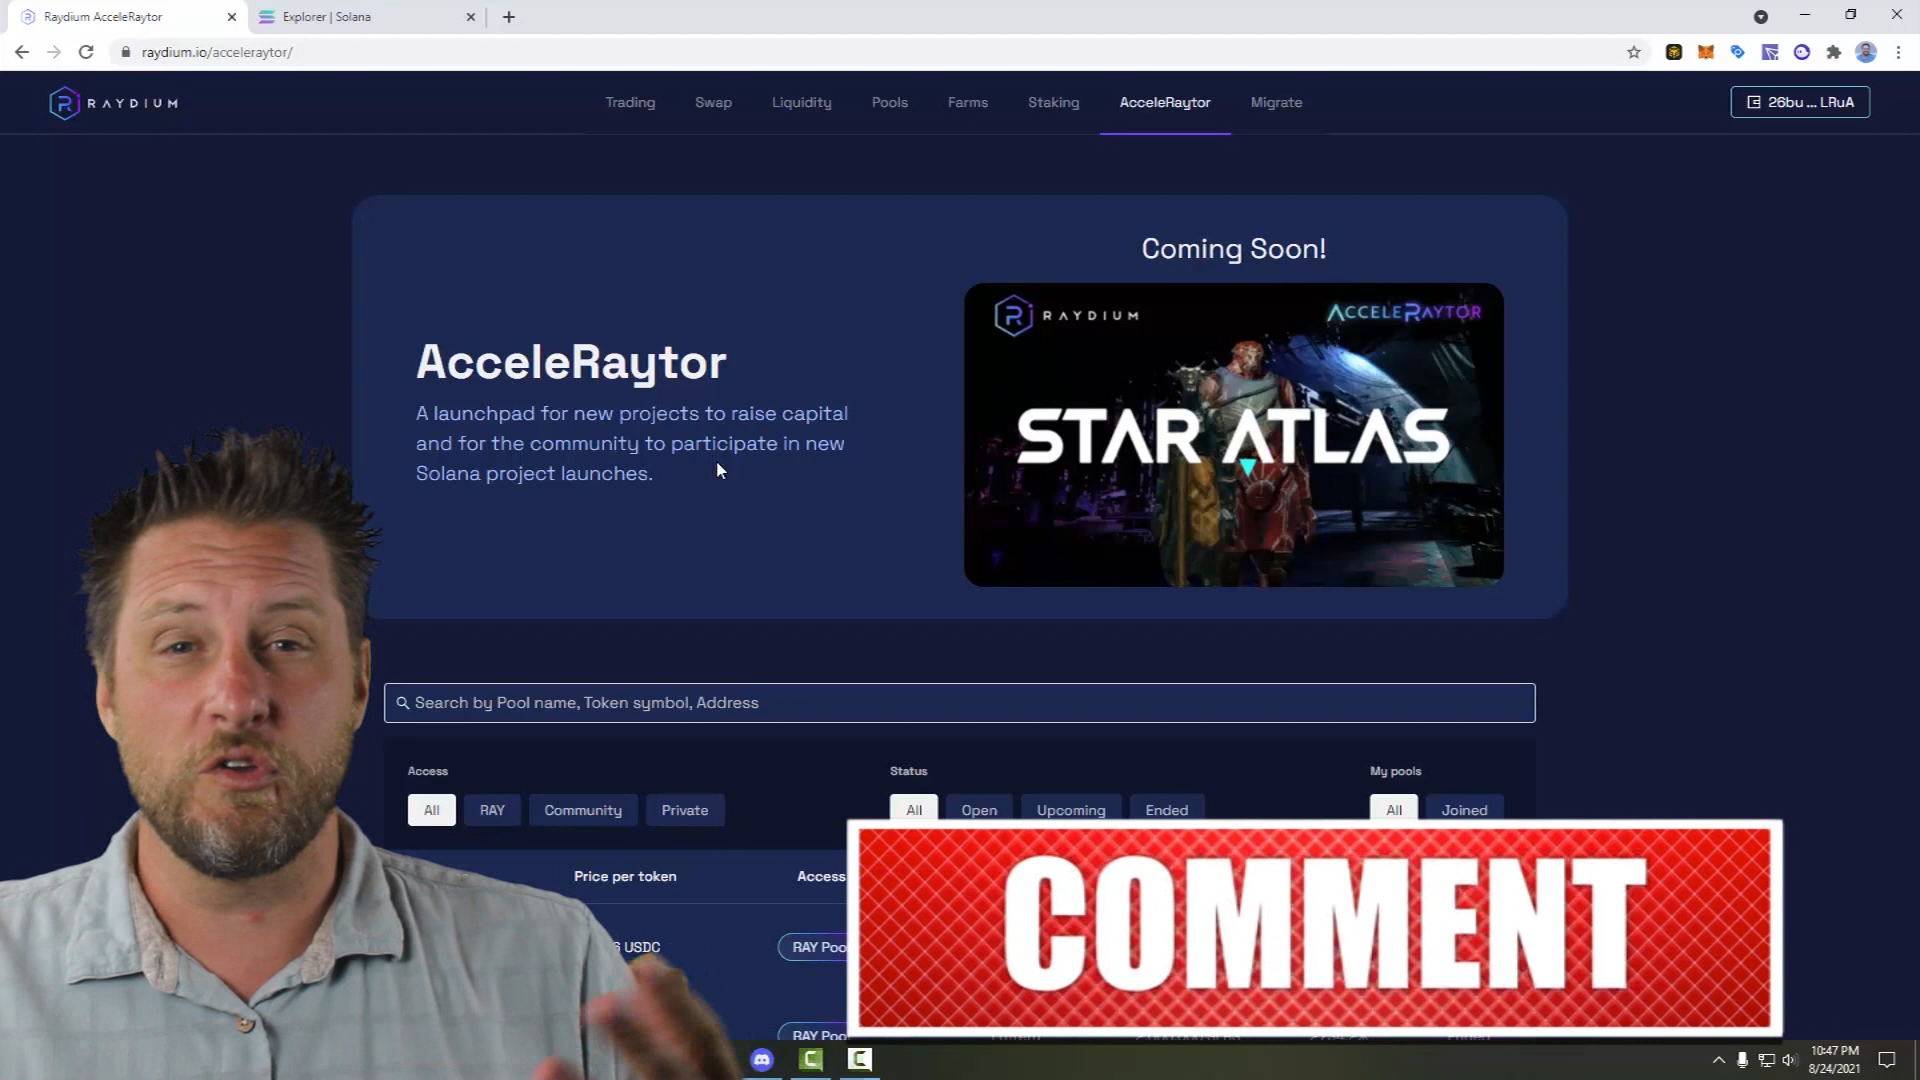 Raydium AcceleRaytor
Explorer | Solana
raydium.io/acceleraytor/
RAYDIUM
Trading
Swap
Liquidity
Pools
Farms
Staking
AcceleRaytor
Migrate
26bu ... LRuA
Coming Soon!
RAYDIUM
ACCELERAYTOR
STAR ATLAS
AcceleRaytor
A launchpad for new projects to raise capital
and for the community to participate in new
Solana project launches.
Search by Pool name, Token symbol, Address
Access
Status
My pools
All
RAY
Community
Private
All
Open
Upcoming
Ended
All
Joined
Price per token
Access
USDC
RAY Poo
RAY Poo
COMMENT
10:47 PM
8/24/2021